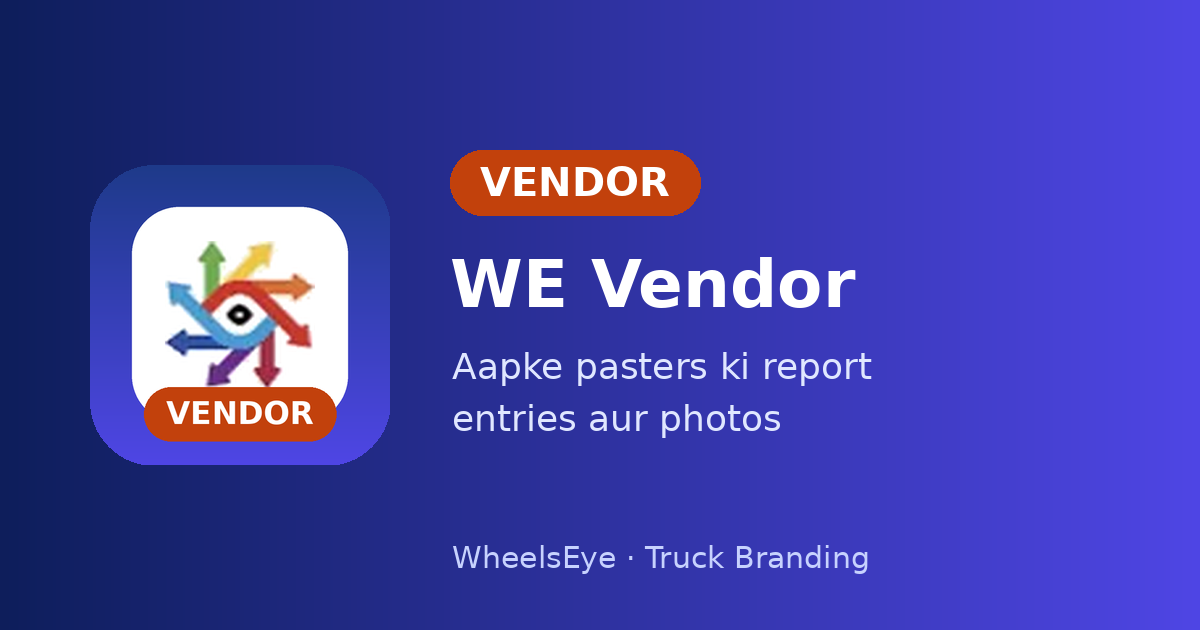 VENDOR
VENDOR
WE Vendor
Aapke pasters ki report
entries aur photos
WheelsEye · Truck Branding